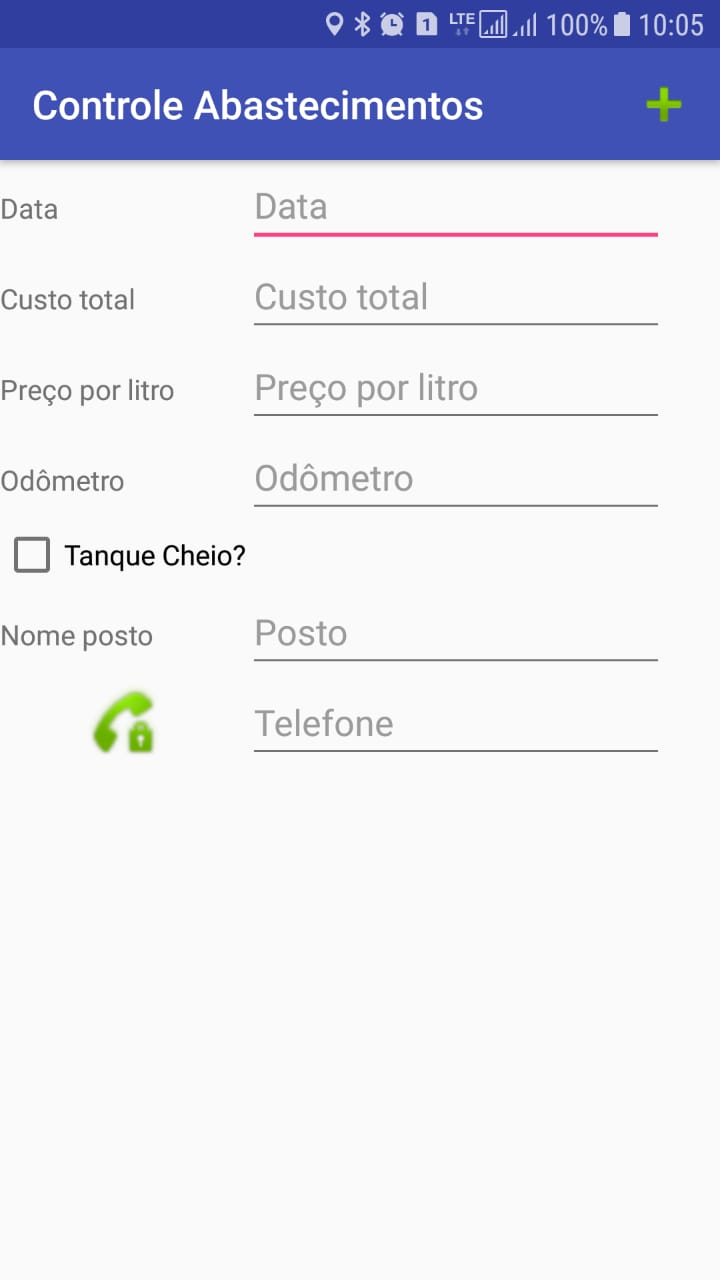 1 LTE 100% 10:05
Controle Abastecimentos
Data Data
Custo total Custo total
Preço por litro Preço por litro
Odômetro Odômetro
Tanque Cheio?
Nome posto Posto
Telefone